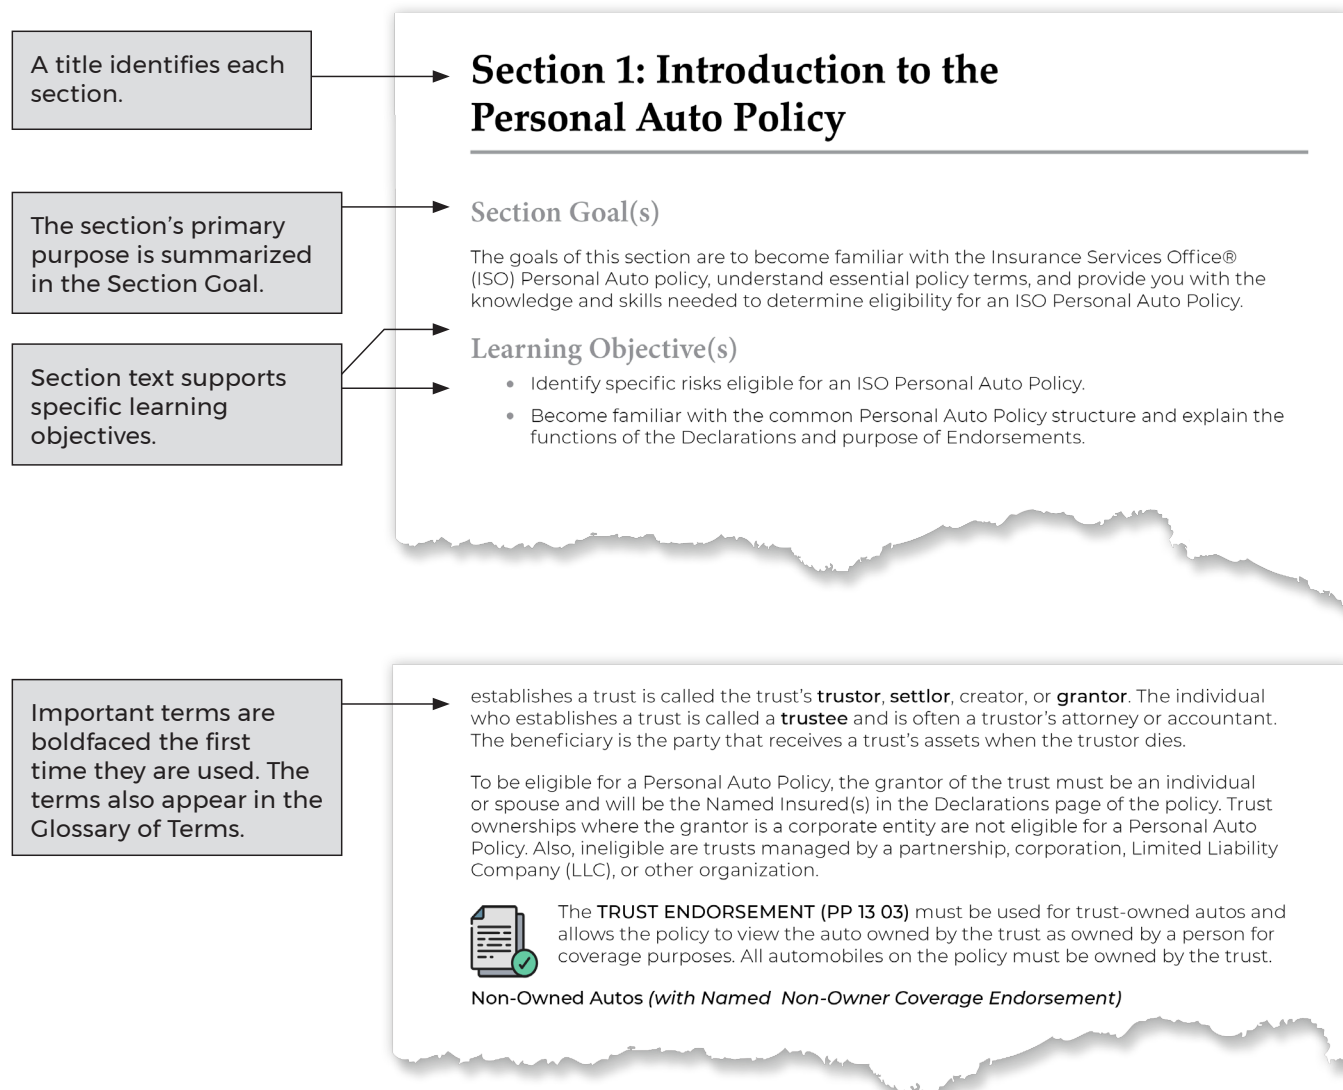 A title identifies each
section.
Section 1: Introduction to the
Personal Auto Policy
The section's primary
purpose is summarized
in the Section Goal.
Section Goal(s)
The goals of this section are to become familiar with the Insurance Services Office®
(ISO) Personal Auto policy, understand essential policy terms, and provide you with the
knowledge and skills needed to determine eligibility for an ISO Personal Auto Policy.
Section text supports
specific learning
objectives.
Learning Objective(s)
• Identify specific risks eligible for an ISO Personal Auto Policy.
• Become familiar with the common Personal Auto Policy structure and explain the
functions of the Declarations and purpose of Endorsements.
Important terms are
boldfaced the first
time they are used. The
terms also appear in the
Glossary of Terms.
establishes a trust is called the trust's trustor, settlor, creator, or grantor. The individual
who establishes a trust is called a trustee and is often a trustor's attorney or accountant.
The beneficiary is the party that receives a trust's assets when the trustor dies.
To be eligible for a Personal Auto Policy, the grantor of the trust must be an individual
or spouse and will be the Named Insured(s) in the Declarations page of the policy. Trust
ownerships where the grantor is a corporate entity are not eligible for a Personal Auto
Policy. Also, ineligible are trusts managed by a partnership, corporation, Limited Liability
Company (LLC), or other organization.
The TRUST ENDORSEMENT (PP 13 03) must be used for trust-owned autos and
allows the policy to view the auto owned by the trust as owned by a person for
coverage purposes. All automobiles on the policy must be owned by the trust.
Non-Owned Autos (with Named Non-Owner Coverage Endorsement)